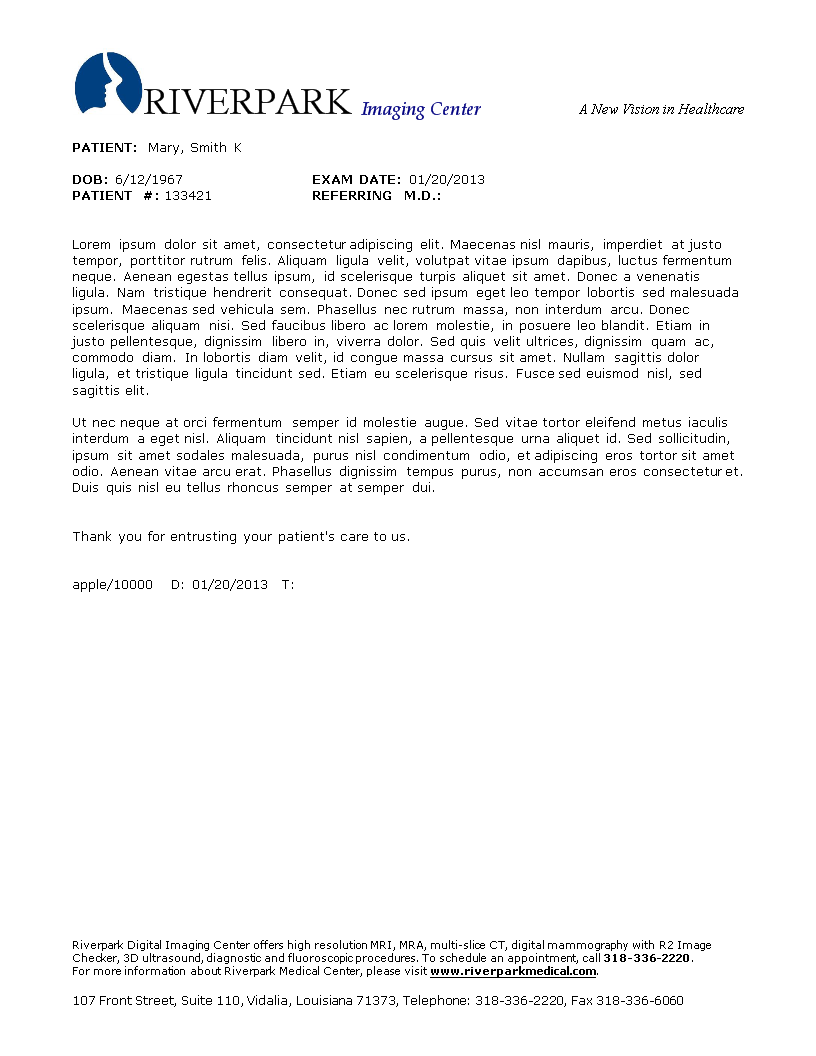 RIVERPARK Imaging Center A New Vision in Healthcare
PATIENT: Mary, Smith K
DOB: 6/12/1967 EXAM DATE: 01/20/2013
PATIENT #: 133421 REFERRING M.D.:
Lorem ipsum dolor sit amet, consectetur adipiscing elit. Maecenas nisl mauris, imperdiet at justo
tempor, porttitor rutrum felis. Aliquam ligula velit, volutpat vitae ipsum dapibus, luctus fermentum
neque. Aenean egestas tellus ipsum, id scelerisque turpis aliquet sit amet. Donec a venenatis
ligula. Nam tristique hendrerit consequat. Donec sed ipsum eget leo tempor lobortis sed malesuada
ipsum. Maecenas sed vehicula sem. Phasellus nec rutrum massa, non interdum arcu. Donec
scelerisque aliquam nisi. Sed faucibus libero ac lorem molestie, in posuere leo blandit. Etiam in
justo pellentesque, dignissim libero in, viverra dolor. Sed quis velit ultrices, dignissim quam ac,
commodo diam. In lobortis diam velit, id congue massa cursus sit amet. Nullam sagittis dolor
ligula, et tristique ligula tincidunt sed. Etiam eu scelerisque risus. Fusce sed euismod nisl, sed
sagittis elit.
Ut nec neque at orci fermentum semper id molestie augue. Sed vitae tortor eleifend metus iaculis
interdum a eget nisl. Aliquam tincidunt nisl sapien, a pellentesque urna aliquet id. Sed sollicitudin,
ipsum sit amet sodales malesuada, purus nisl condimentum odio, et adipiscing eros tortor sit amet
odio. Aenean vitae arcu erat. Phasellus dignissim tempus purus, non accumsan eros consectetur et.
Duis quis nisl eu tellus rhoncus semper at semper dui.
Thank you for entrusting your patient's care to us.
apple/10000 D: 01/20/2013 T:
Riverpark Digital Imaging Center offers high resolution MRI, MRA, multi-slice CT, digital mammography with R2 Image
Checker, 3D ultrasound, diagnostic and fluoroscopic procedures. To schedule an appointment, call 318-336-2220.
For more information about Riverpark Medical Center, please visit www.riverparkmedical.com.
107 Front Street, Suite 110, Vidalia, Louisiana 71373, Telephone: 318-336-2220, Fax 318-336-6060